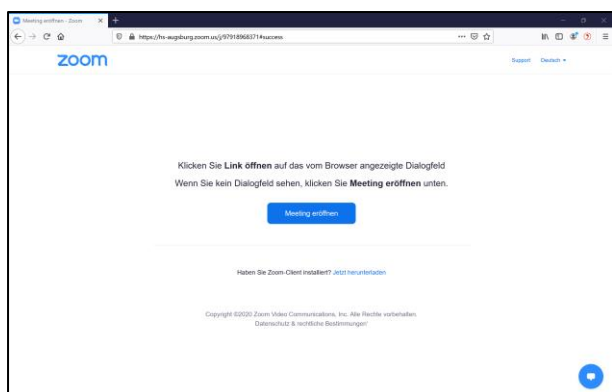 Meeting eröffnen - Zoom
https://hs-augsburg.zoom.us/j/97918968371#success
zoom
Support Deutsch
Klicken Sie Link öffnen auf das vom Browser angezeigte Dialogfeld
Wenn Sie kein Dialogfeld sehen, klicken Sie Meeting eröffnen unten.
Meeting eröffnen
Haben Sie Zoom-Client installiert? Jetzt herunterladen
Copyright ©2020 Zoom Video Communications, Inc. Alle Rechte vorbehalten.
Datenschutz & rechtliche Bestimmungen